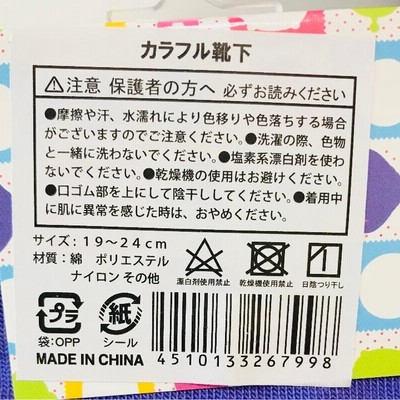 カラフル靴下
⚠注意 保護者の方へ 必ずお読みください
●摩擦や汗、水濡れにより色移りや色落ちする場合
がございますのでご注意ください。●洗濯の際、色物
と一緒に洗わないでください。●塩素系漂白剤を使わ
ないでください。●乾燥機の使用はお避けください。
●口ゴム部を上にして陰干ししてください。●着用中
に肌に異常を感じた時は、おやめください。
サイズ：19～24cm
材質：綿 ポリエステル
ナイロン その他
漂白剤使用禁止 乾燥機使用禁止 日陰つり干し
プラ 紙
袋:OPP シール
MADE IN CHINA
4510133267998